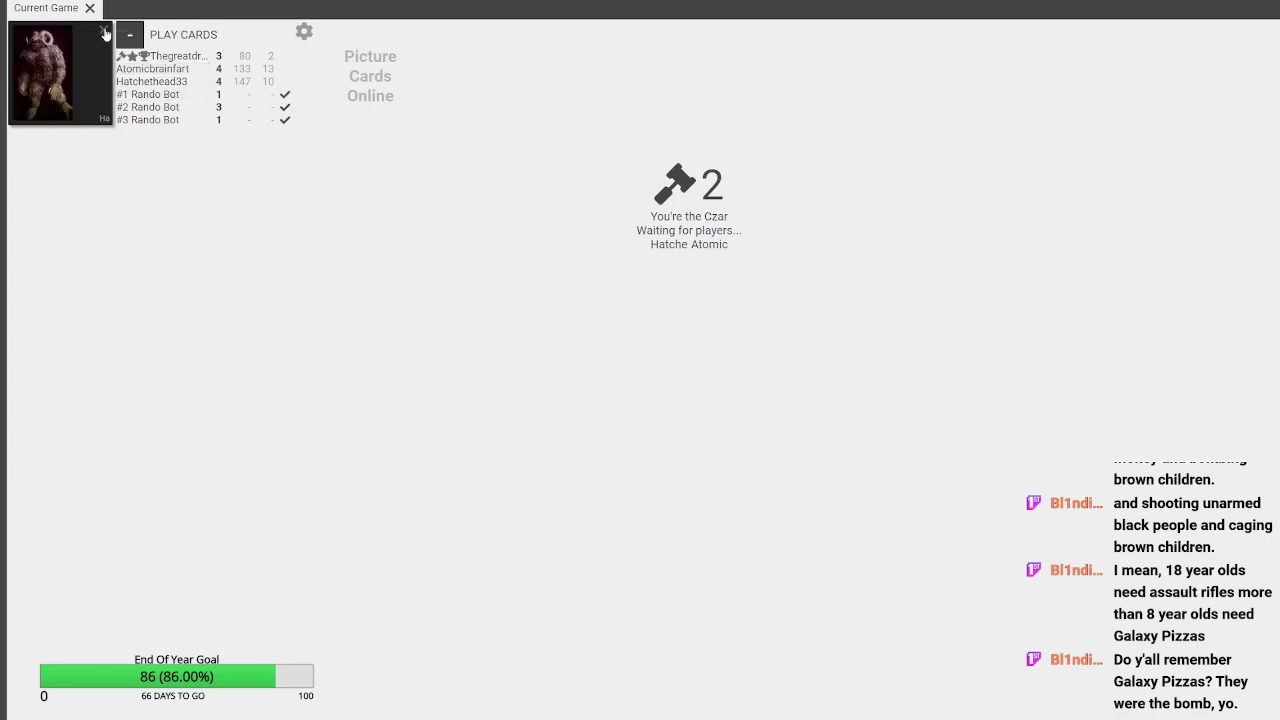 Current Game
Ha
-
PLAY CARDS
Thegreatdr... 3 80 2
Atomicbrainfart 4 133 13
Hatchethead33 4 147 10
#1 Rando Bot 1 - -
#2 Rando Bot 3 - -
#3 Rando Bot 1 - -
Picture
Cards
Online
2
You're the Czar
Waiting for players...
Hatche Atomic
brown children.
Bl1ndi... and shooting unarmed
black people and caging
brown children.
Bl1ndi... I mean, 18 year olds
need assault rifles more
than 8 year olds need
Galaxy Pizzas
Bl1ndi... Do y'all remember
Galaxy Pizzas? They
were the bomb, yo.
End Of Year Goal
86 (86.00%)
0 66 DAYS TO GO 100